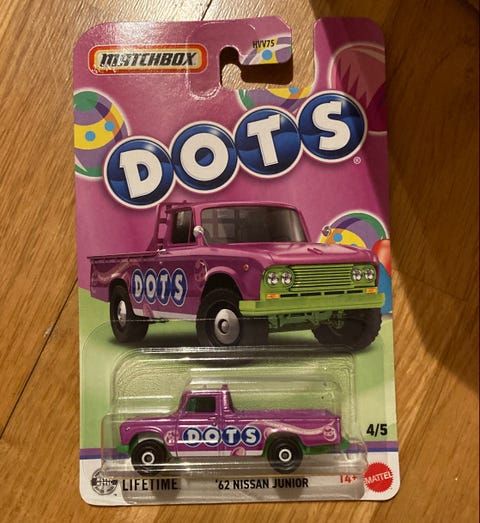 MATCHBOX
HVV75
DOTS®
DOTS
DOTS
4/5
LIFETIME
'62 NISSAN JUNIOR
14+
MATTEL